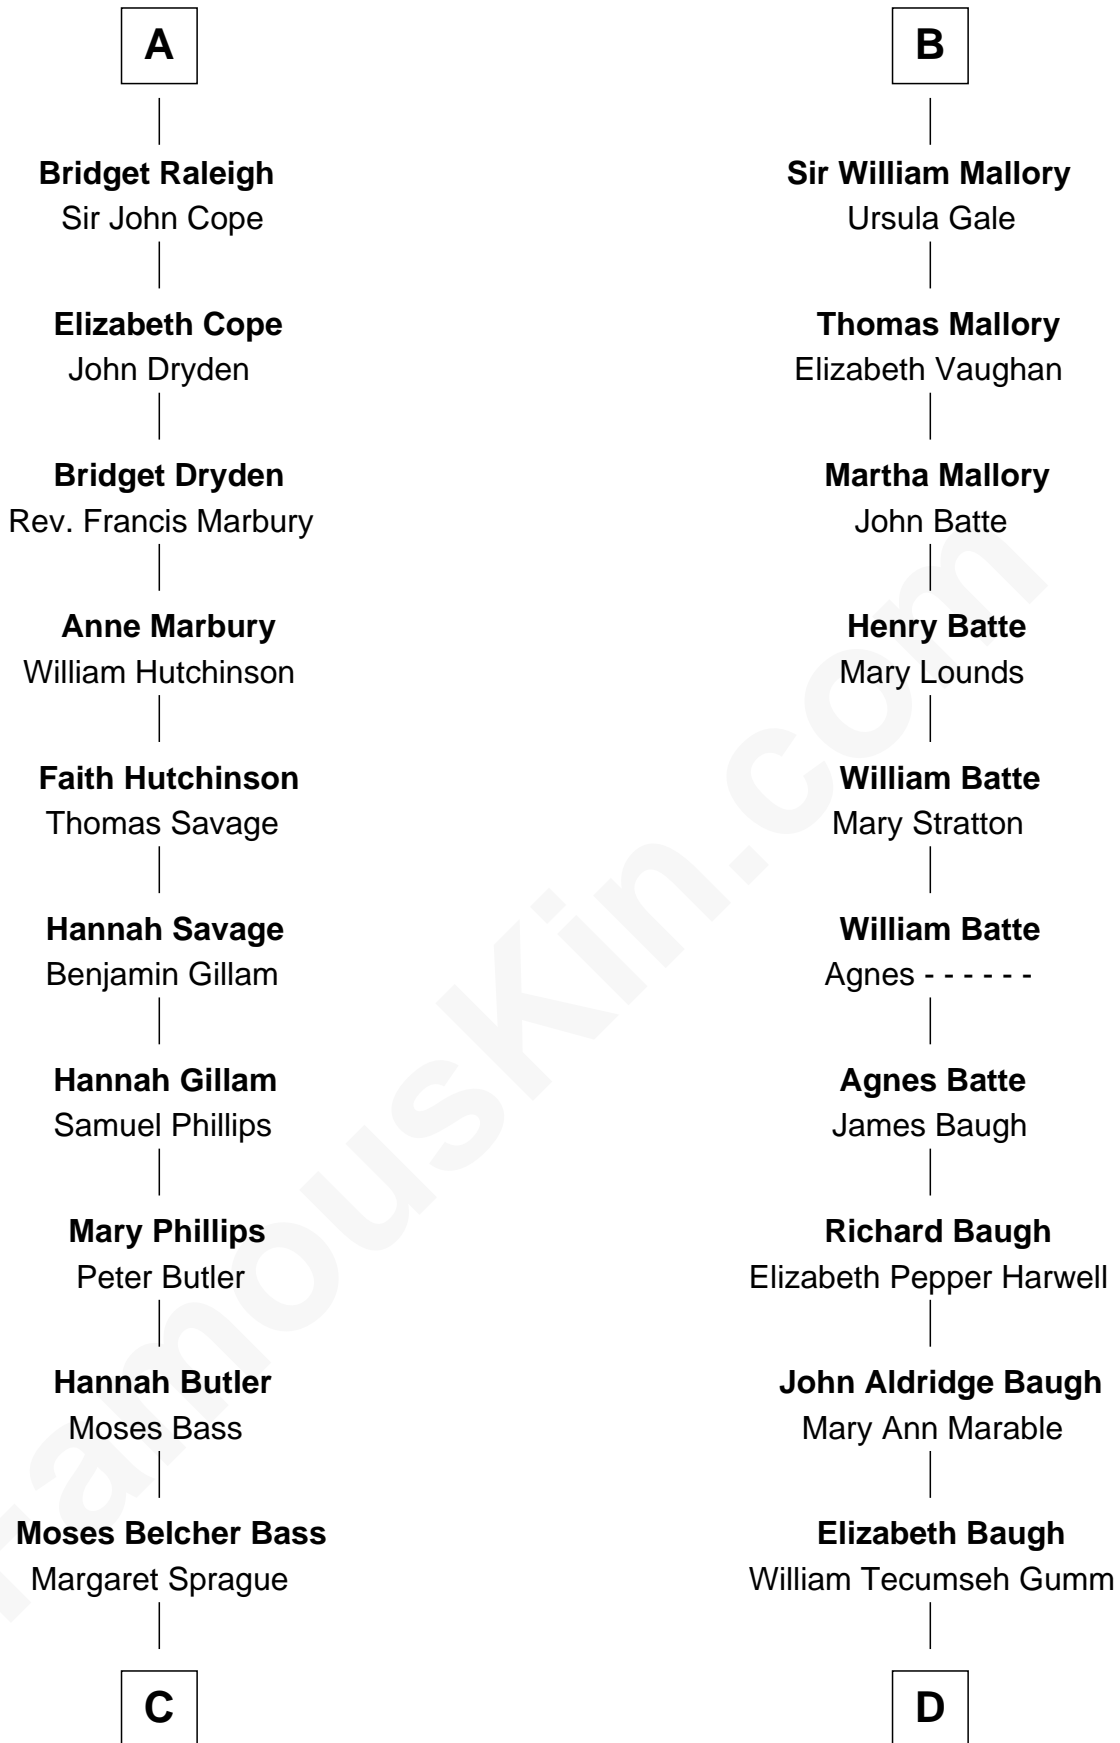 A
Bridget Raleigh
Sir John Cope
Elizabeth Cope
John Dryden
Bridget Dryden
Rev. Francis Marbury
Anne Marbury
William Hutchinson
Faith Hutchinson
Thomas Savage
Hannah Savage
Benjamin Gillam
Hannah Gillam
Samuel Phillips
Mary Phillips
Peter Butler
Hannah Butler
Moses Bass
Moses Belcher Bass
Margaret Sprague
C
B
Sir William Mallory
Ursula Gale
Thomas Mallory
Elizabeth Vaughan
Martha Mallory
John Batte
Henry Batte
Mary Lounds
William Batte
Mary Stratton
William Batte
Agnes - - - - - -
Agnes Batte
James Baugh
Richard Baugh
Elizabeth Pepper Harwell
John Aldridge Baugh
Mary Ann Marable
Elizabeth Baugh
William Tecumseh Gumm
D
FamousKin.com